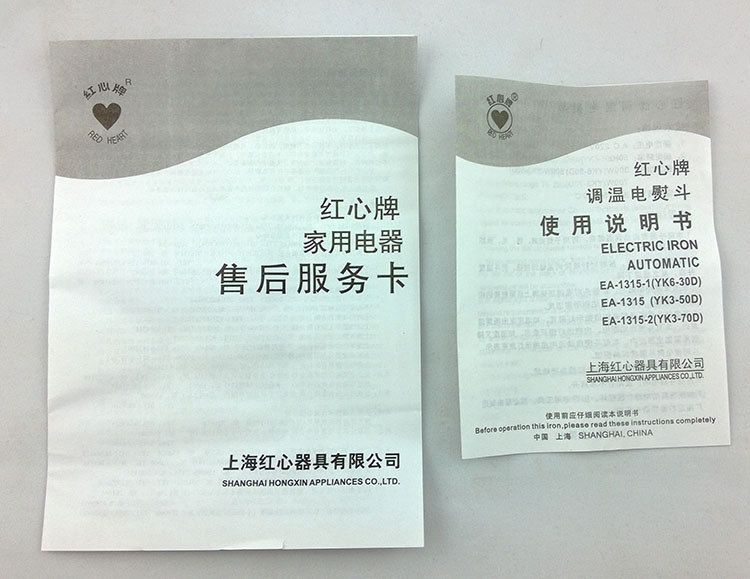 红心牌
R
RED HEART
红心牌
家用电器
售后服务卡
上海红心器具有限公司
SHANGHAI HONGXIN APPLIANCES CO.,LTD.
红心牌
®
RED HEART
红心牌
调温电熨斗
使用说明书
ELECTRIC IRON
AUTOMATIC
EA-1315-1(YK6-30D)
EA-1315 (YK3-50D)
EA-1315-2(YK3-70D)
上海红心器具有限公司
SHANGHAI HONGXIN APPLIANCES CO.,LTD.
使用前应仔细阅读本说明书
Before operation this iron,please read these instructions completely
中国 上海 SHANGHAI, CHINA